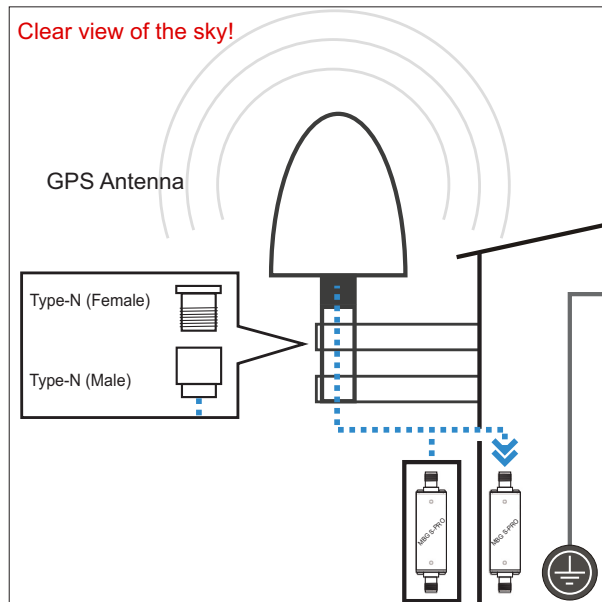 Clear view of the sky!
GPS Antenna
Type-N (Female)
Type-N (Male)
MBG S-PRO
MBG S-PRO